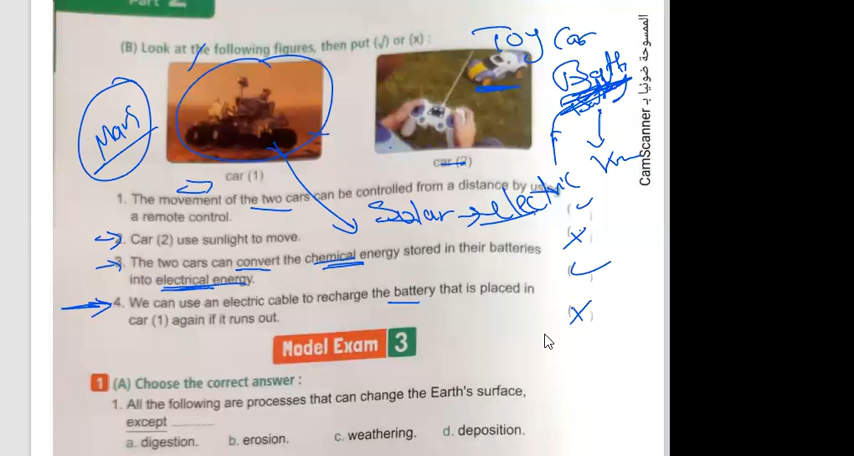 Part 2
(B) Look at the following figures, then put (√) or (x) :
Toy Car
Mars
car (1)
car (2)
1. The movement of the two cars can be controlled from a distance by using
a remote control.
Solar → electric
2. Car (2) use sunlight to move.
3. The two cars can convert the chemical energy stored in their batteries
into electrical energy.
4. We can use an electric cable to recharge the battery that is placed in
car (1) again if it runs out.
Model Exam 3
1 (A) Choose the correct answer :
1. All the following are processes that can change the Earth's surface,
except
a. digestion. b. erosion. c. weathering. d. deposition.
الممسوحة ضوئيا بـ CamScanner